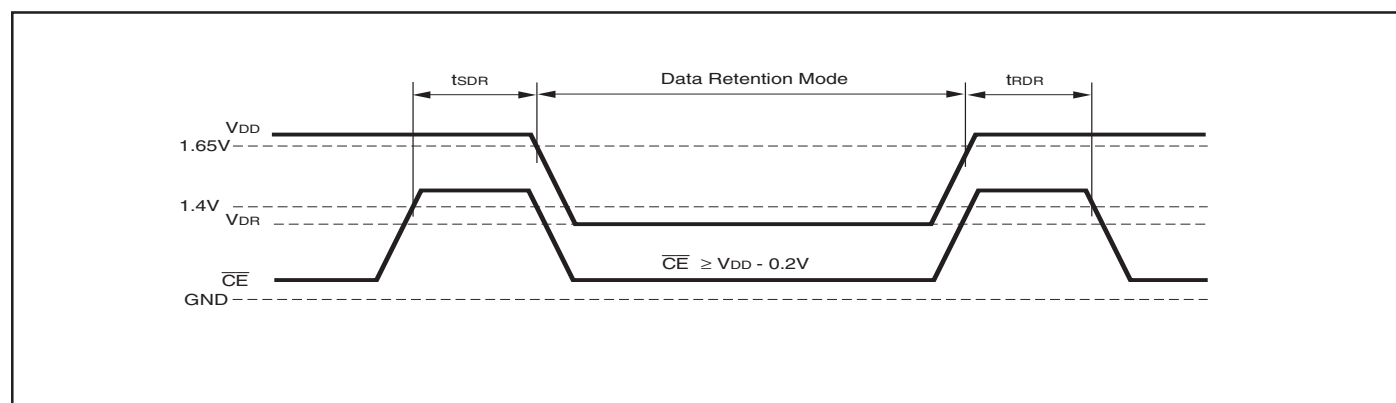 tSDR Data Retention Mode tRDR
VDD
1.65V
1.4V
VDR
CE ≥ VDD - 0.2V
CE
GND